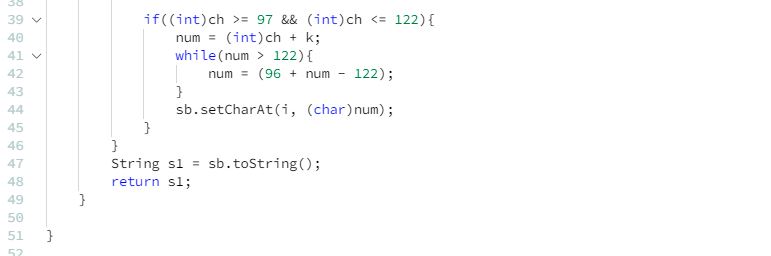 38
39 if((int)ch >= 97 && (int)ch <= 122){
40 num = (int)ch + k;
41 while(num > 122){
42 num = (96 + num - 122);
43 }
44 sb.setCharAt(i, (char)num);
45 }
46 }
47 String s1 = sb.toString();
48 return s1;
49 }
50
51 }
52